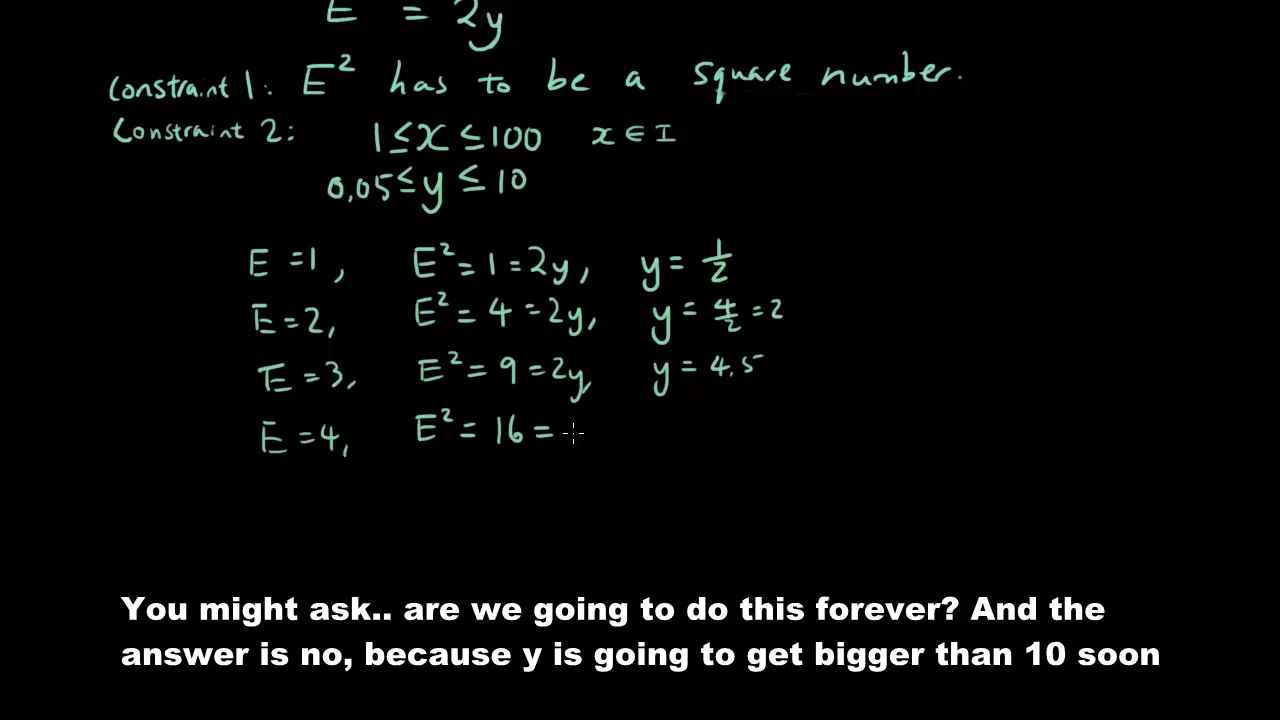 E = 2y
Constraint 1: E² has to be a square number.
Constraint 2: 1 ≤ x ≤ 100 x ∈ I
0,05 ≤ y ≤ 10
E = 1, E² = 1 = 2y, y = 1/2
E = 2, E² = 4 = 2y, y = 4/2 = 2
E = 3, E² = 9 = 2y, y = 4.5
E = 4, E² = 16 =
You might ask.. are we going to do this forever? And the
answer is no, because y is going to get bigger than 10 soon